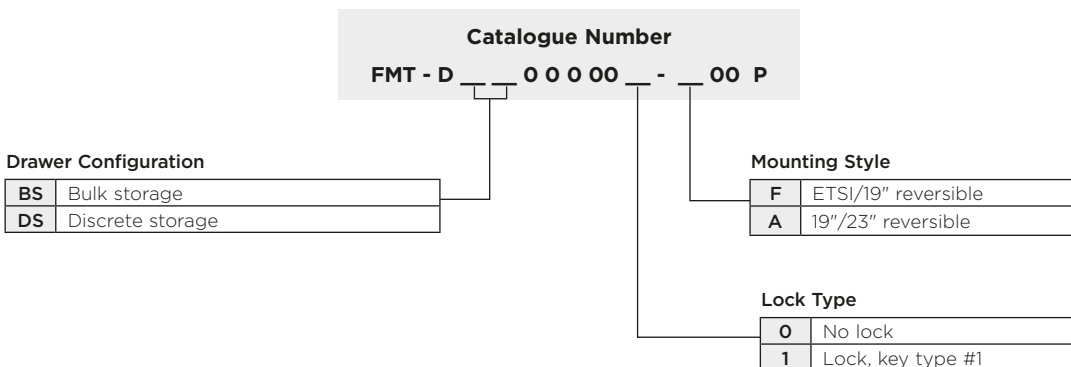 Catalogue Number
FMT - D __ __ 0 0 0 00 __ - __ 00 P
Drawer Configuration
BS Bulk storage
DS Discrete storage
Mounting Style
F ETSI/19" reversible
A 19"/23" reversible
Lock Type
0 No lock
1 Lock, key type #1